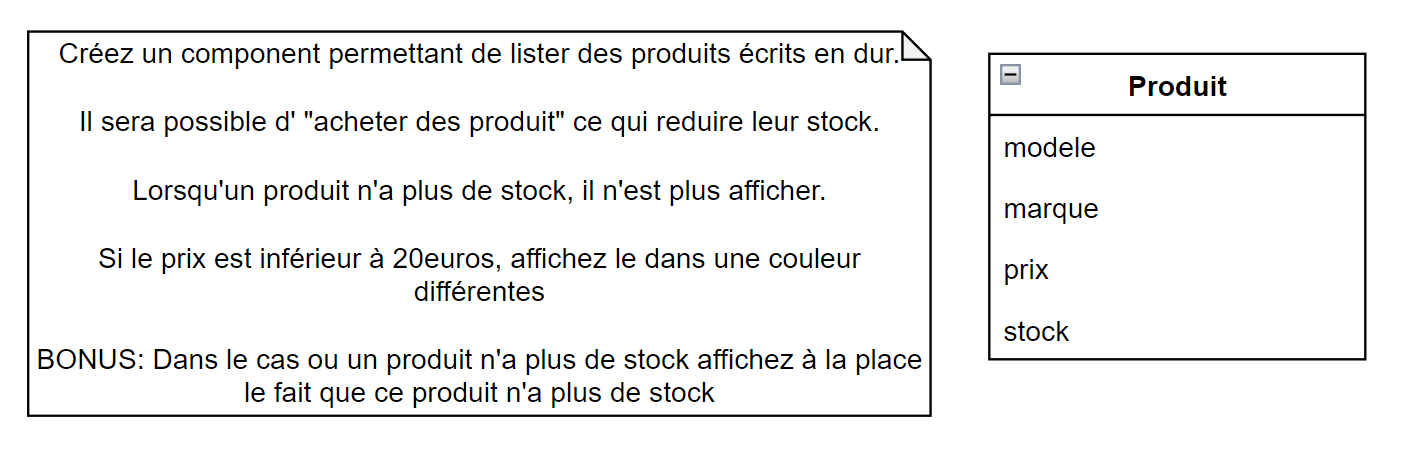 Créez un component permettant de lister des produits écrits en dur.
Il sera possible d' "acheter des produit" ce qui reduire leur stock.
Lorsqu'un produit n'a plus de stock, il n'est plus afficher.
Si le prix est inférieur à 20euros, affichez le dans une couleur
différentes
BONUS: Dans le cas ou un produit n'a plus de stock affichez à la place
le fait que ce produit n'a plus de stock
Produit
modele
marque
prix
stock